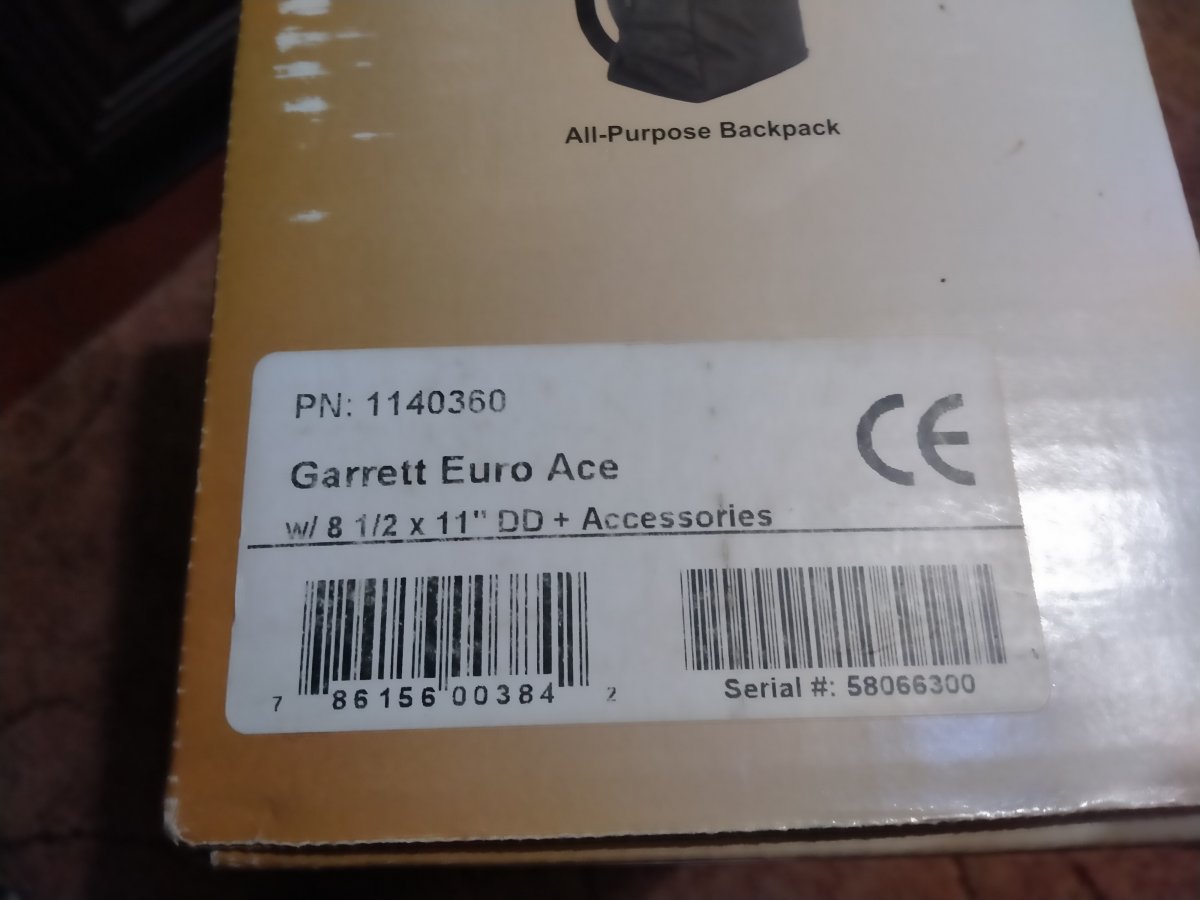 All-Purpose Backpack
PN: 1140360
CE
Garrett Euro Ace
w/ 8 1/2 x 11" DD + Accessories
7 86156 00384 2
Serial #: 58066300